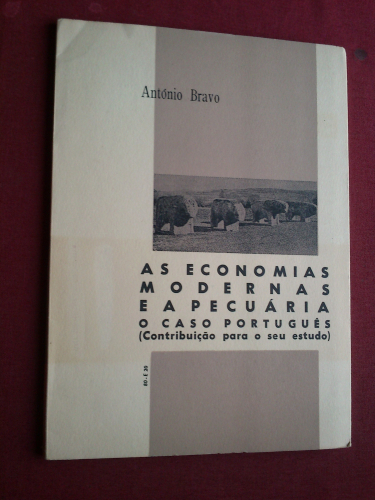 António Bravo
AS ECONOMIAS
MODERNAS
E A PECUÁRIA
O CASO PORTUGUÊS
(Contribuição para o seu estudo)